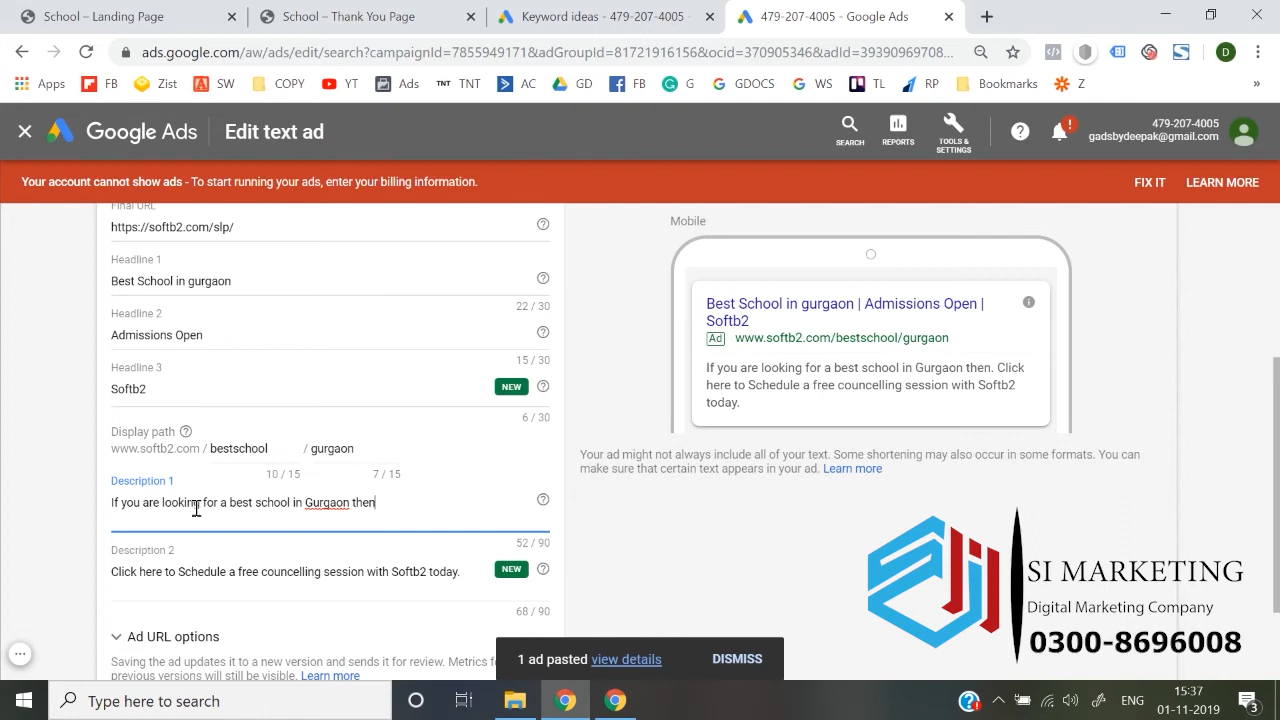 School – Landing Page
School – Thank You Page
Keyword ideas - 479-207-4005 -
479-207-4005 - Google Ads
ads.google.com/aw/ads/edit/search?campaignId=7855949171&adGroupId=81721916156&ocid=370905346&adId=39390969708...
D
Apps FB Zist SW COPY YT Ads TNT TNT AC GD FB G GDOCS WS TL RP Bookmarks Z »
Google Ads
Edit text ad
SEARCH
REPORTS
TOOLS &
SETTINGS
479-207-4005
gadsbydeepak@gmail.com
Your account cannot show ads - To start running your ads, enter your billing information.
FIX IT
LEARN MORE
Final URL
https://softb2.com/slp/
Headline 1
Best School in gurgaon
22 / 30
Headline 2
Admissions Open
15 / 30
Headline 3
Softb2
NEW
6 / 30
Display path
www.softb2.com / bestschool / gurgaon
10 / 15
7 / 15
Description 1
If you are looking for a best school in Gurgaon then
52 / 90
Description 2
Click here to Schedule a free councelling session with Softb2 today.
NEW
68 / 90
Ad URL options
Saving the ad updates it to a new version and sends it for review. Metrics f
previous versions will still be visible. Learn more
Mobile
Best School in gurgaon | Admissions Open |
Softb2
Ad www.softb2.com/bestschool/gurgaon
If you are looking for a best school in Gurgaon then. Click
here to Schedule a free councelling session with Softb2
today.
Your ad might not always include all of your text. Some shortening may also occur in some formats. You can
make sure that certain text appears in your ad. Learn more
SI MARKETING
Digital Marketing Company
0300-8696008
1 ad pasted view details
DISMISS
Type here to search
ENG
15:37
01-11-2019
3